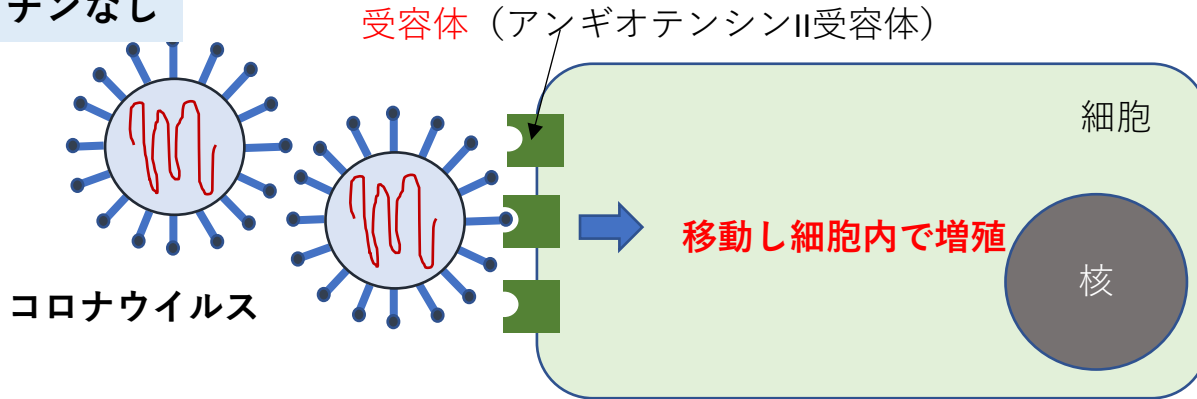 チンなし
受容体（アンギオテンシンII受容体）
細胞
移動し細胞内で増殖
核
コロナウイルス